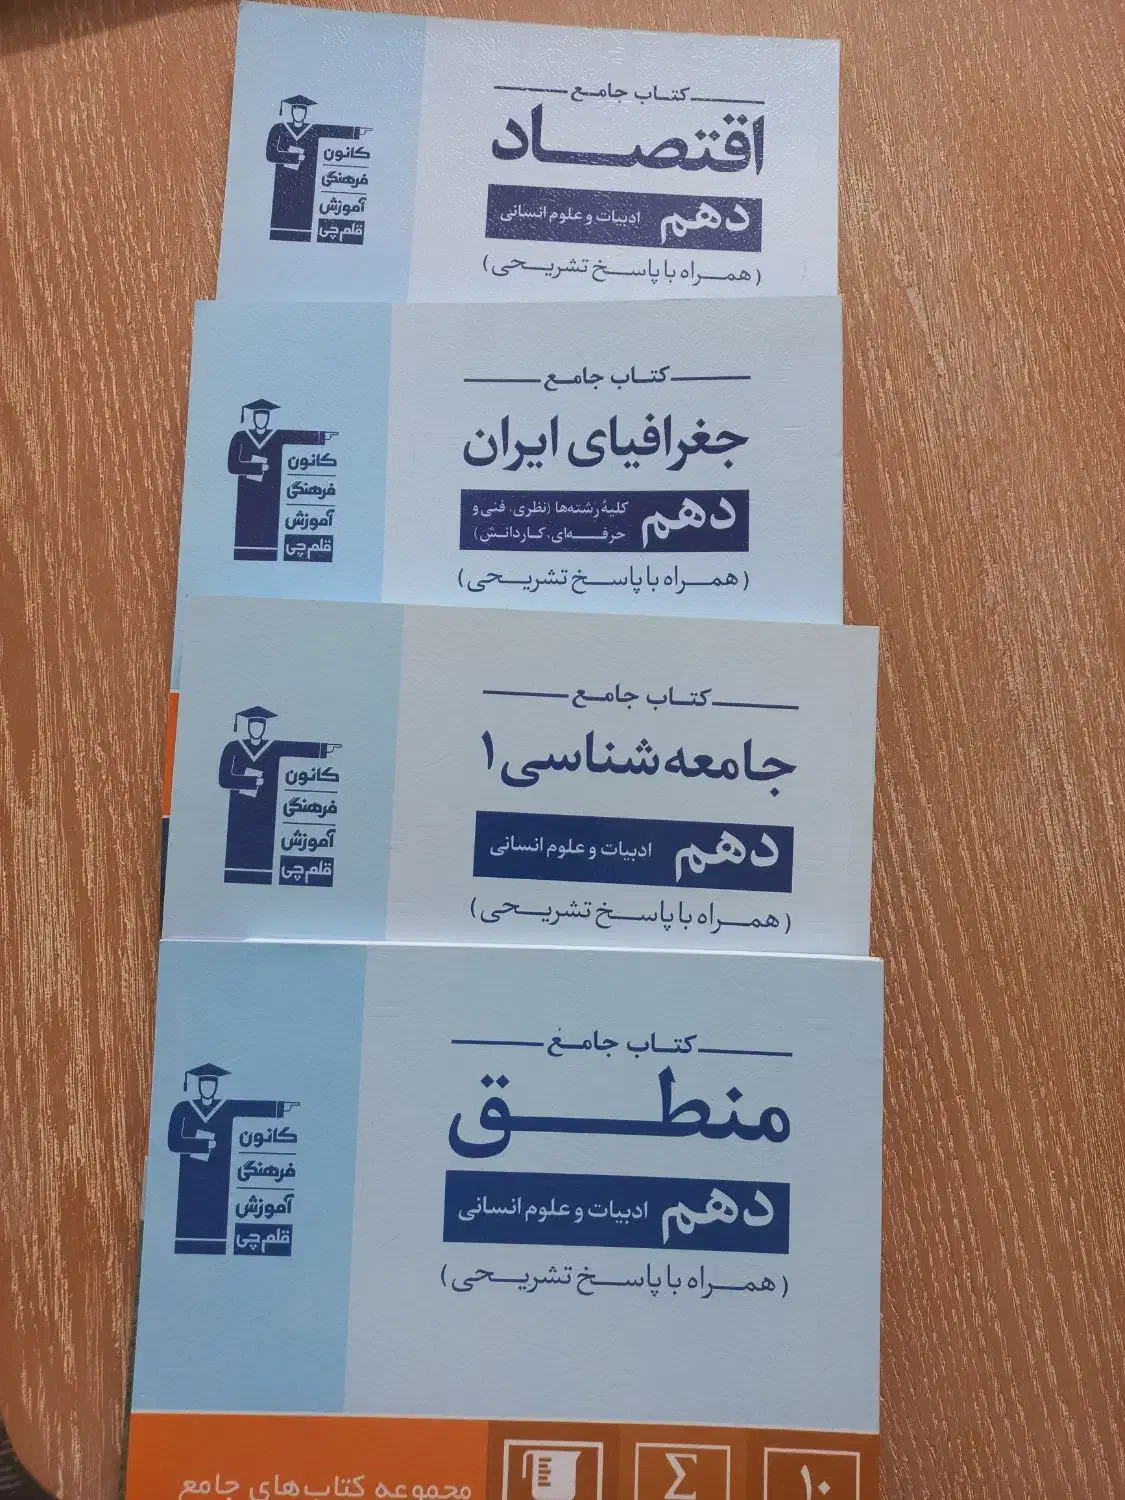 کتاب جامع
اقتصاد
دهم ادبیات و علوم انسانی
(همراه با پاسخ تشریحی)
کانون
فرهنگی
آموزش
قلم‌چی
کتاب جامع
جغرافیای ایران
دهم کلیهٔ رشته‌ها (نظری، فنی و
حرفه‌ای، کاردانش)
(همراه با پاسخ تشریحی)
کانون
فرهنگی
آموزش
قلم‌چی
کتاب جامع
جامعه‌شناسی ۱
دهم ادبیات و علوم انسانی
(همراه با پاسخ تشریحی)
کانون
فرهنگی
آموزش
قلم‌چی
کتاب جامع
منطق
دهم ادبیات و علوم انسانی
(همراه با پاسخ تشریحی)
کانون
فرهنگی
آموزش
قلم‌چی
۱۰ Σ
مجموعه کتاب‌های جامع